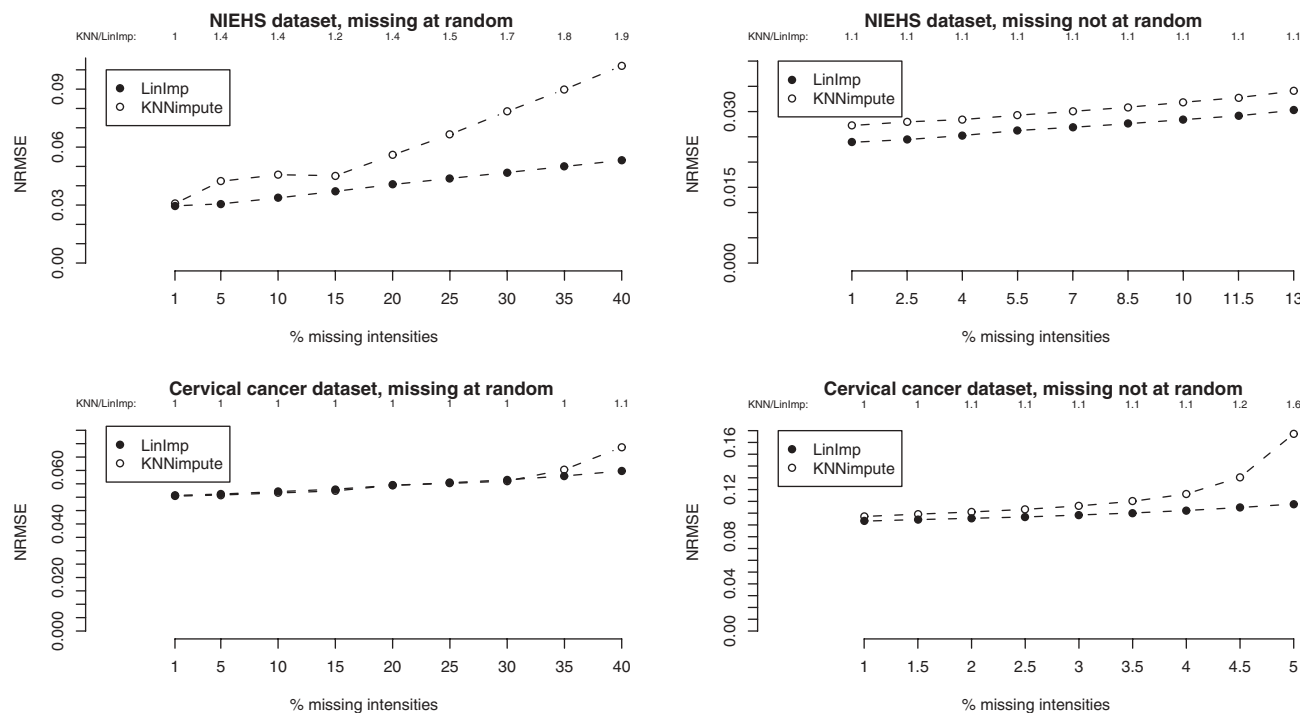 NIEHS dataset, missing at random
KNN/LinImp: 1 1.4 1.4 1.2 1.4 1.5 1.7 1.8 1.9
LinImp
KNNimpute
NRMSE
0.00 0.03 0.06 0.09
1 5 10 15 20 25 30 35 40
% missing intensities
NIEHS dataset, missing not at random
KNN/LinImp: 1.1 1.1 1.1 1.1 1.1 1.1 1.1 1.1 1.1
LinImp
KNNimpute
NRMSE
0.000 0.015 0.030
1 2.5 4 5.5 7 8.5 10 11.5 13
% missing intensities
Cervical cancer dataset, missing at random
KNN/LinImp: 1 1 1 1 1 1 1 1 1.1
LinImp
KNNimpute
NRMSE
0.000 0.020 0.040 0.060
1 5 10 15 20 25 30 35 40
% missing intensities
Cervical cancer dataset, missing not at random
KNN/LinImp: 1 1 1.1 1.1 1.1 1.1 1.1 1.2 1.6
LinImp
KNNimpute
NRMSE
0.00 0.04 0.08 0.12 0.16
1 1.5 2 2.5 3 3.5 4 4.5 5
% missing intensities